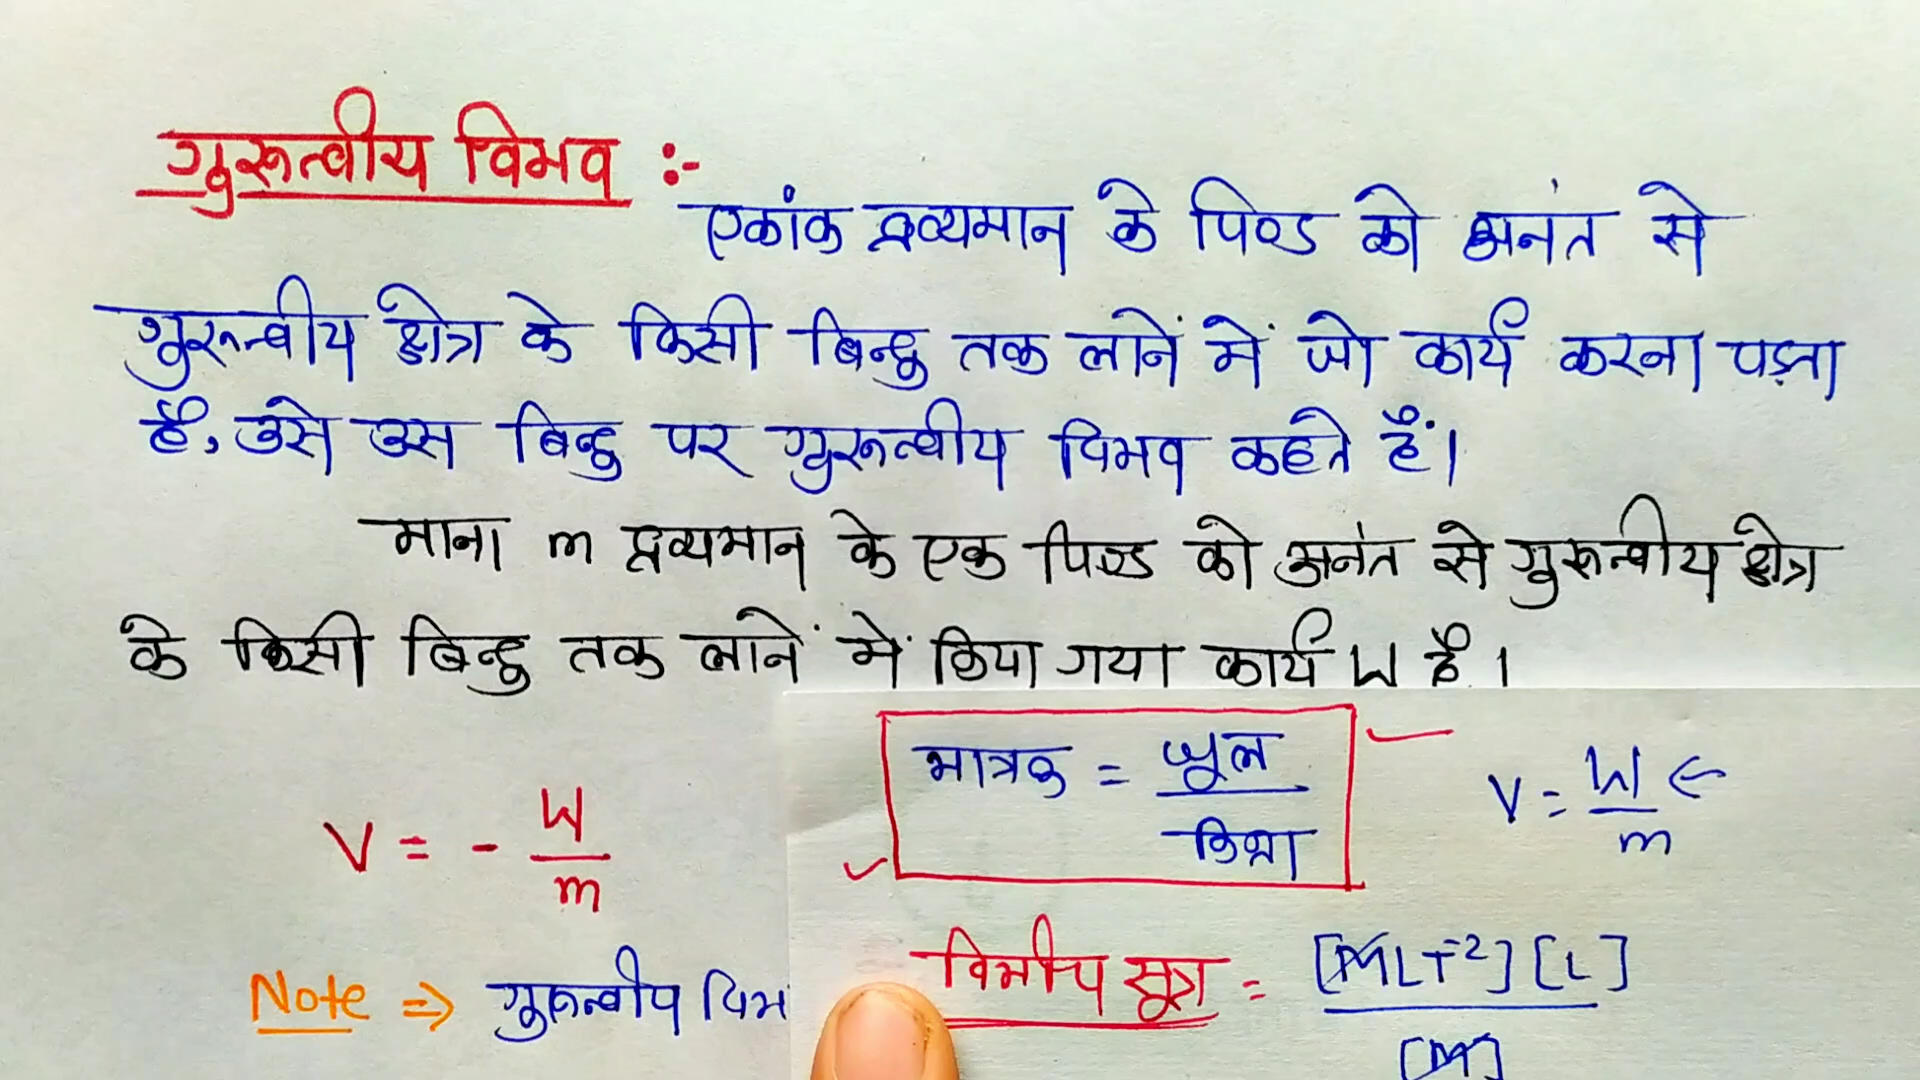 गुरुत्वीय विभव :-
एकांक द्रव्यमान के पिण्ड को अनंत से
गुरुत्वीय क्षेत्र के किसी बिन्दु तक लानें में जो कार्य करना पड़ता
है, उसे उस बिन्दु पर गुरुत्वीय विभव कहते हैं।
माना m द्रव्यमान के एक पिण्ड को अनंत से गुरुत्वीय क्षेत्र
के किसी बिन्दु तक लानें में किया गया कार्य W है।
मात्रक = जूल / किग्रा
V = W/m ←
V = - W/m
विमीय सूत्र = [MLT-2][L] / [M]
Note ⇒ गुरुत्वीय विभ